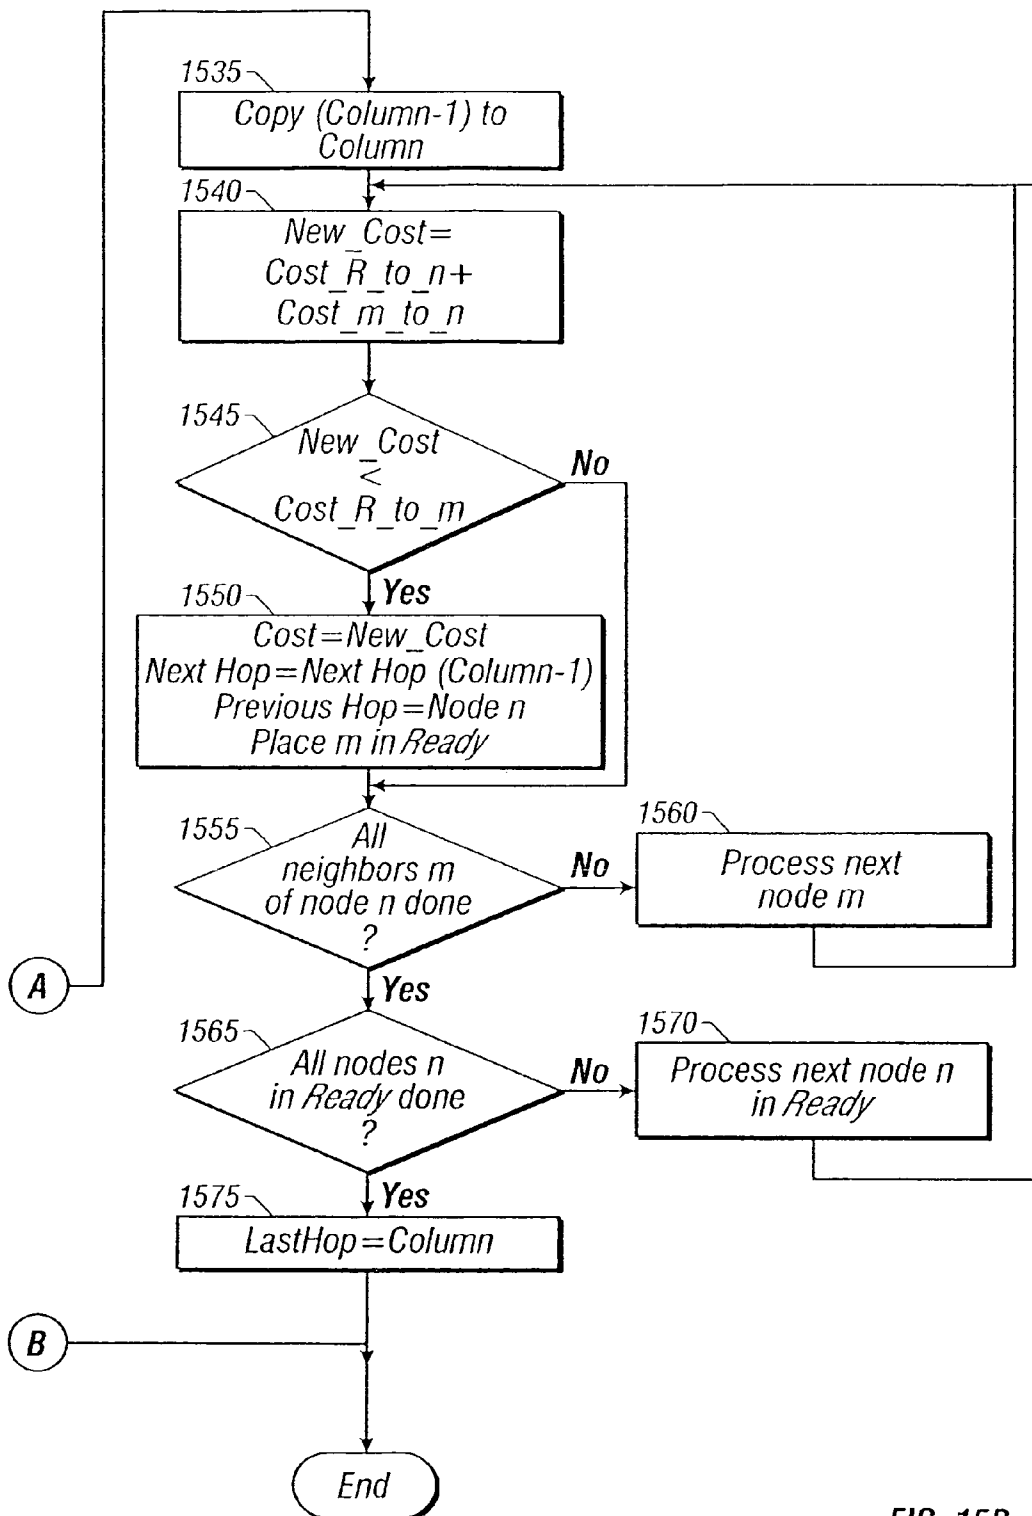 1535
Copy (Column-1) to
Column
1540
New_Cost=
Cost_R_to_n+
Cost_m_to_n
1545
New_Cost
<
Cost_R_to_m
No
Yes
1550
Cost=New_Cost
Next Hop=Next Hop (Column-1)
Previous Hop=Node n
Place m in Ready
1555
All
neighbors m
of node n done
?
No
1560
Process next
node m
A
Yes
1565
All nodes n
in Ready done
?
No
1570
Process next node n
in Ready
Yes
1575
LastHop=Column
B
End